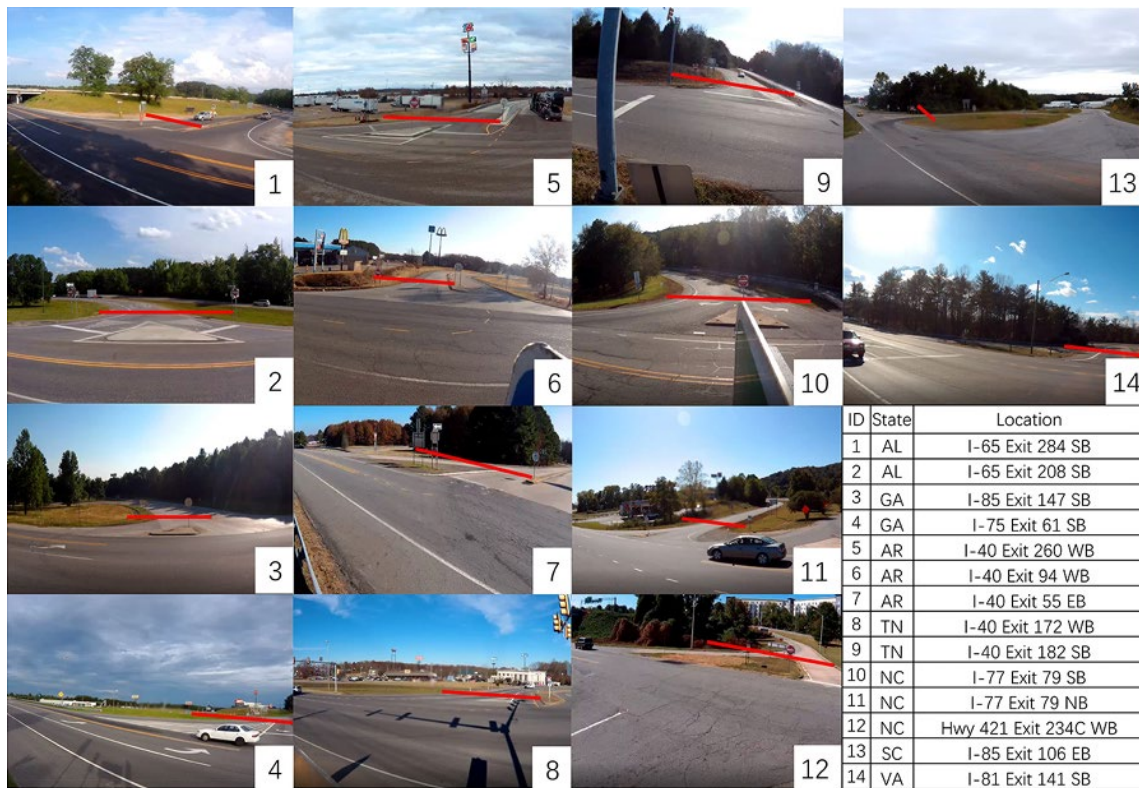 1
5
9
13
2
6
10
14
3
7
11
4
8
12
ID State Location
1 AL I-65 Exit 284 SB
2 AL I-65 Exit 208 SB
3 GA I-85 Exit 147 SB
4 GA I-75 Exit 61 SB
5 AR I-40 Exit 260 WB
6 AR I-40 Exit 94 WB
7 AR I-40 Exit 55 EB
8 TN I-40 Exit 172 WB
9 TN I-40 Exit 182 SB
10 NC I-77 Exit 79 SB
11 NC I-77 Exit 79 NB
12 NC Hwy 421 Exit 234C WB
13 SC I-85 Exit 106 EB
14 VA I-81 Exit 141 SB